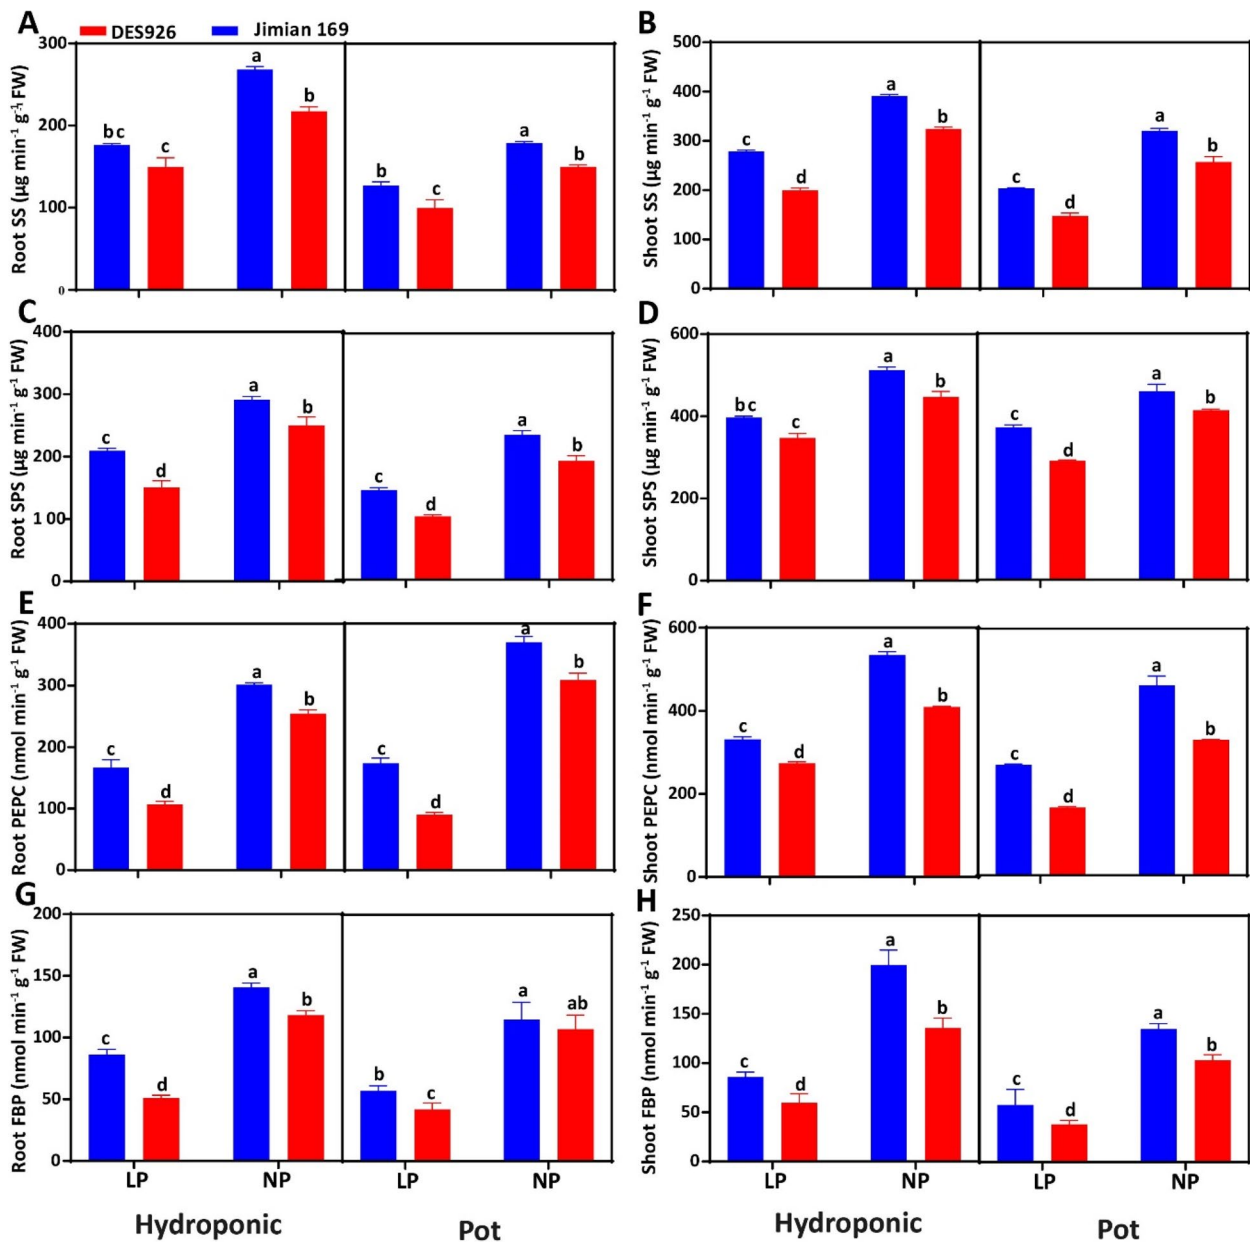 A
DES926
Jimian 169
Root SS (µg min⁻¹ g⁻¹ FW)
300
200
100
0
bc
c
a
b
b
c
a
b
B
Shoot SS (µg min⁻¹ g⁻¹ FW)
500
400
300
200
100
0
c
d
a
b
c
d
a
b
C
Root SPS (µg min⁻¹ g⁻¹ FW)
400
300
200
100
0
c
d
a
b
c
d
a
b
D
Shoot SPS (µg min⁻¹ g⁻¹ FW)
600
400
200
0
bc
c
a
b
c
d
a
b
E
Root PEPC (nmol min⁻¹ g⁻¹ FW)
400
300
200
100
0
c
d
a
b
c
d
a
b
F
Shoot PEPC (nmol min⁻¹ g⁻¹ FW)
600
400
200
0
c
d
a
b
c
d
a
b
G
Root FBP (nmol min⁻¹ g⁻¹ FW)
200
150
100
50
0
c
d
a
b
b
c
a
ab
LP
NP
LP
NP
Hydroponic
Pot
H
Shoot FBP (nmol min⁻¹ g⁻¹ FW)
250
200
150
100
50
0
c
d
a
b
c
d
a
b
LP
NP
LP
NP
Hydroponic
Pot